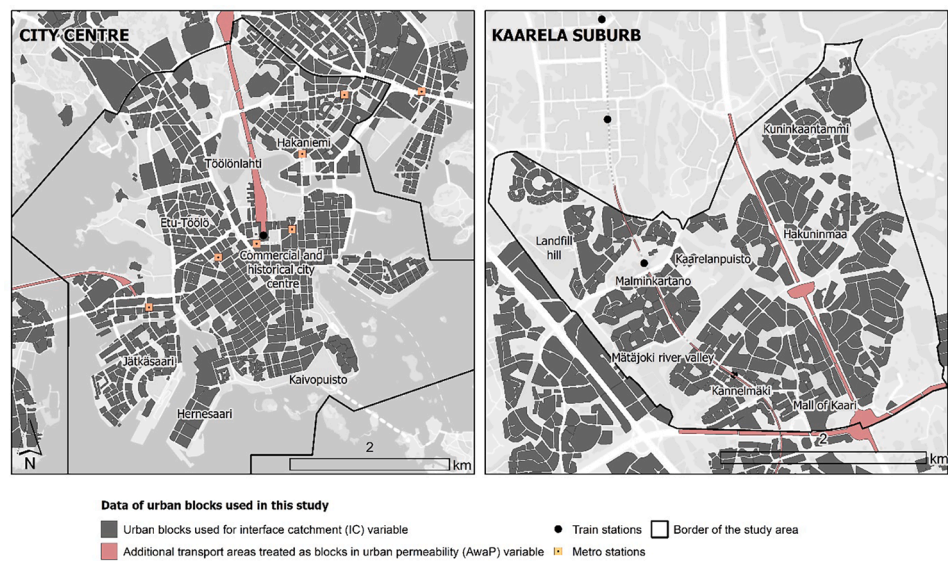 CITY CENTRE
Hakaniemi
Töölönlahti
Etu-Töölö
Commercial and
historical city
centre
Jätkäsaari
Kaivopuisto
Hernesaari
N
2
km
KAARELA SUBURB
Kuninkaantammi
Hakuninmaa
Landfill
hill
Kaarelanpuisto
Malminkartano
Mätäjoki river valley
Kannelmäki
Mall of Kaari
2
km
Data of urban blocks used in this study
Urban blocks used for interface catchment (IC) variable
Train stations
Border of the study area
Additional transport areas treated as blocks in urban permeability (AwaP) variable
Metro stations